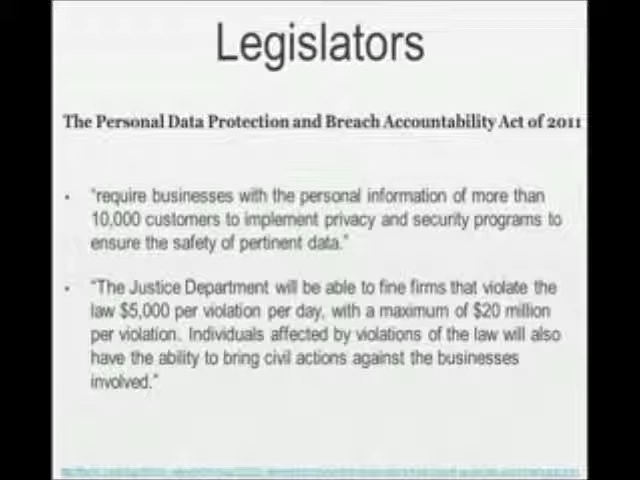 Legislators
The Personal Data Protection and Breach Accountability Act of 2011
• "require businesses with the personal information of more than
10,000 customers to implement privacy and security programs to
ensure the safety of pertinent data."
• "The Justice Department will be able to fine firms that violate the
law $5,000 per violation per day, with a maximum of $20 million
per violation. Individuals affected by violations of the law will also
have the ability to bring civil actions against the businesses
involved."